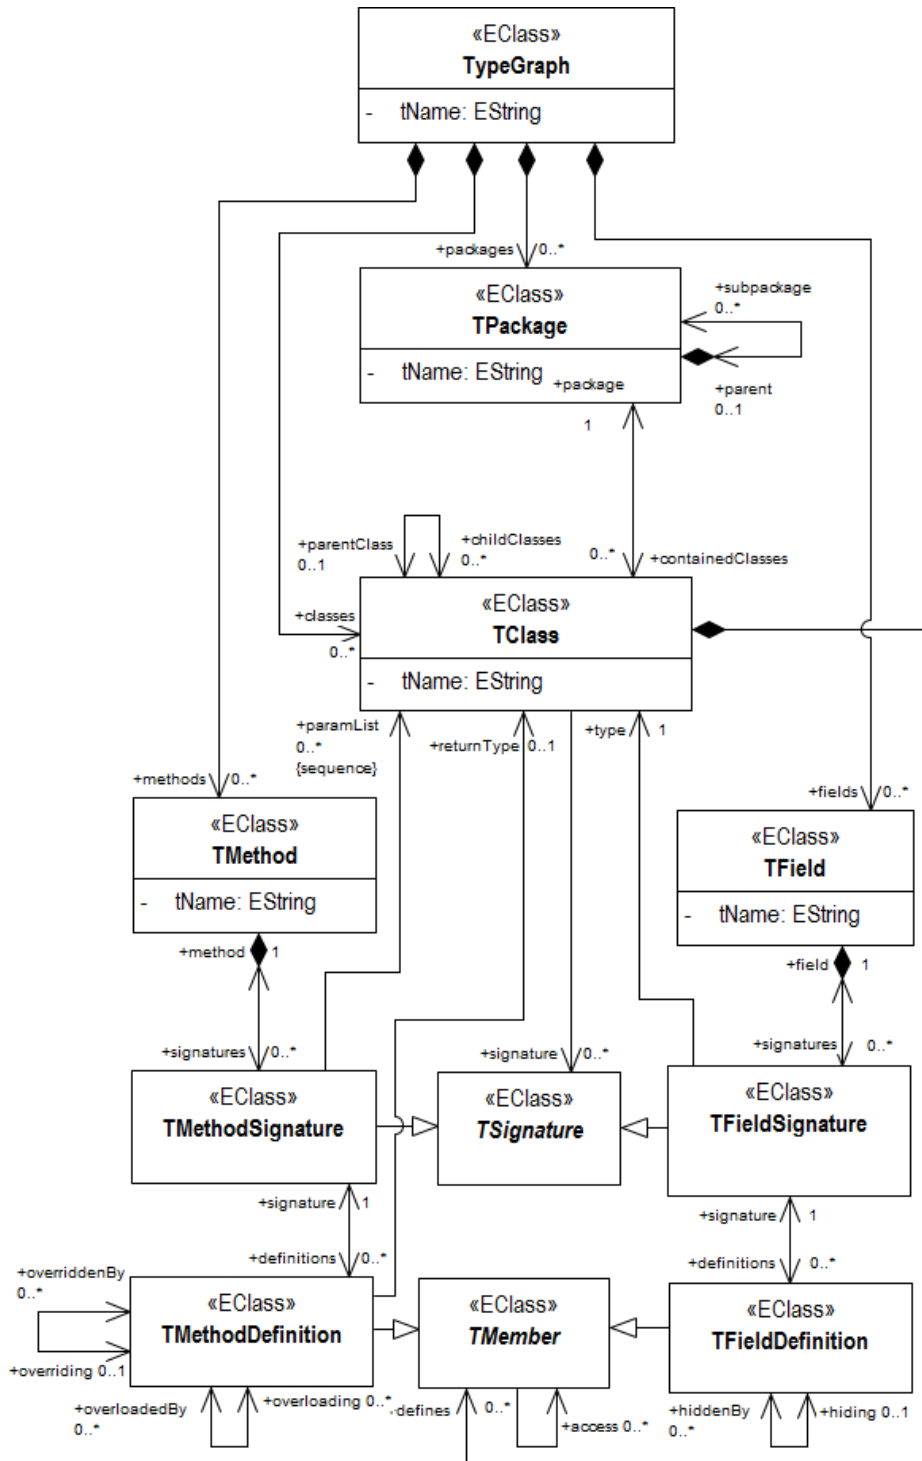 «EClass»
TypeGraph
- tName: EString
+packages 0..*
«EClass»
TPackage
- tName: EString
+subpackage
0..*
+parent
0..1
+package
1
+parentClass
0..1
+childClasses
0..*
0..*
+containedClasses
+classes
0..*
«EClass»
TClass
- tName: EString
+paramList
0..*
{sequence}
+returnType 0..1
+type 1
+methods 0..*
«EClass»
TMethod
- tName: EString
+fields 0..*
«EClass»
TField
- tName: EString
+method 1
+field 1
+signatures 0..*
+signature 0..*
+signatures 0..*
«EClass»
TMethodSignature
«EClass»
TSignature
«EClass»
TFieldSignature
+signature 1
+signature 1
+definitions 0..*
+definitions 0..*
+overriddenBy
0..*
«EClass»
TMethodDefinition
«EClass»
TMember
«EClass»
TFieldDefinition
+overriding 0..1
+overloadedBy
0..*
+overloading 0..*
+defines 0..*
+access 0..*
+hiddenBy
0..*
+hiding 0..1